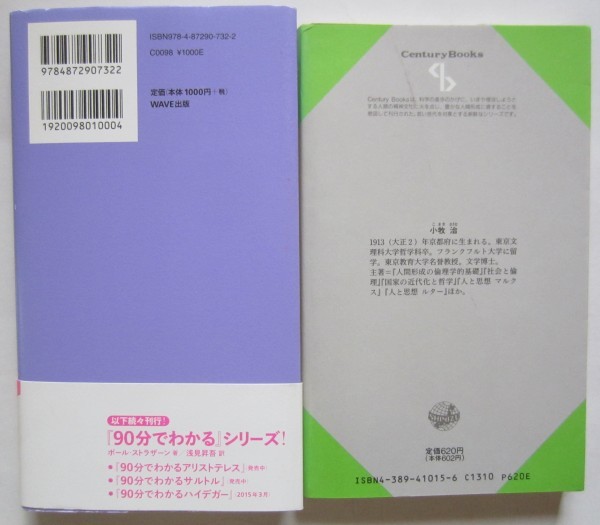 ISBN978-4-87290-732-2
C0098 ¥1000E
9784872907322
1920098010004
定価(本体1000円+税)
WAVE出版
以下続々刊行!
『90分でわかる』シリーズ!
ポール・ストラザーン 著 / 浅見昇吾 訳
●『90分でわかるアリストテレス』(発売中)
●『90分でわかるサルトル』(発売中)
●『90分でわかるハイデガー』(2015年3月)
CenturyBooks
小牧 治
1913(大正2)年京都府に生まれる。東京文
理科大学哲学科卒。フランクフルト大学に留
学。東京教育大学名誉教授。文学博士。
主著=『人間形成の倫理学的基礎』『社会と倫
理』『国家の近代化と哲学』『人と思想 マルク
ス』『人と思想 ルター』ほか。
SHIMIZU
定価620円
(本体602円)
ISBN4-389-41015-6 C1310 P620E